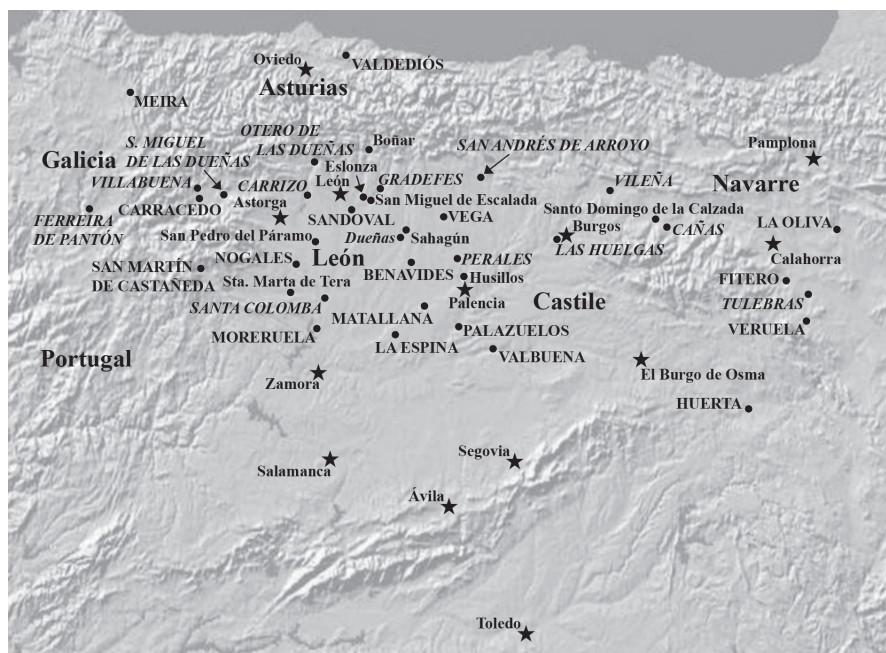 Oviedo
VALDEDIÓS
Asturias
MEIRA
S. MIGUEL
DE LAS DUEÑAS
OTERO DE
LAS DUEÑAS
Boñar
SAN ANDRÉS DE ARROYO
Pamplona
Galicia
Eslonza
VILLABUENA
CARRIZO
León
GRADEFES
VILEÑA
Navarre
CARRACEDO
Astorga
San Miguel de Escalada
SANDOVAL
VEGA
Santo Domingo de la Calzada
FERREIRA
DE PANTÓN
Burgos
CAÑAS
LA OLIVA
San Pedro del Páramo
Dueñas
Sahagún
LAS HUELGAS
Calahorra
NOGALES
León
PERALES
SAN MARTÍN
DE CASTAÑEDA
BENAVIDES
Husillos
FITERO
Sta. Marta de Tera
SANTA COLOMBA
Palencia
Castile
TULEBRAS
MATALLANA
VERUELA
MORERUELA
PALAZUELOS
LA ESPINA
VALBUENA
Portugal
Zamora
El Burgo de Osma
HUERTA
Salamanca
Segovia
Ávila
Toledo